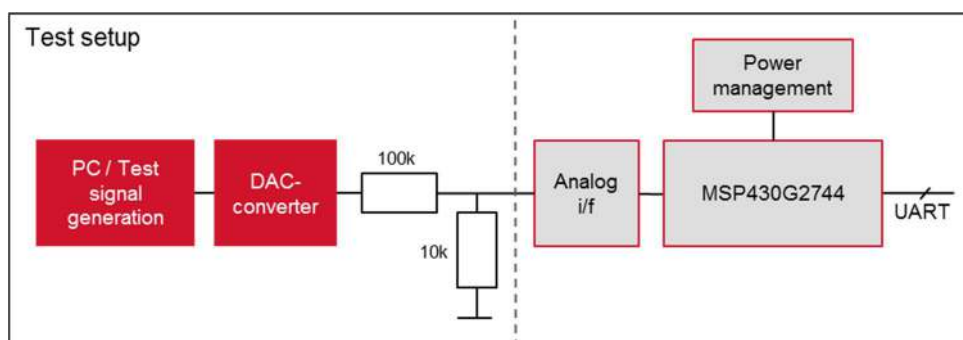 Test setup
Power
management
PC / Test
signal
generation
DAC-
converter
100k
10k
Analog
i/f
MSP430G2744
UART